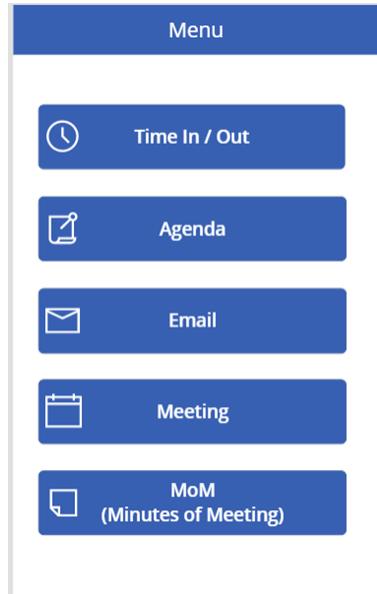 Menu
Time In / Out
Agenda
Email
Meeting
MoM
(Minutes of Meeting)